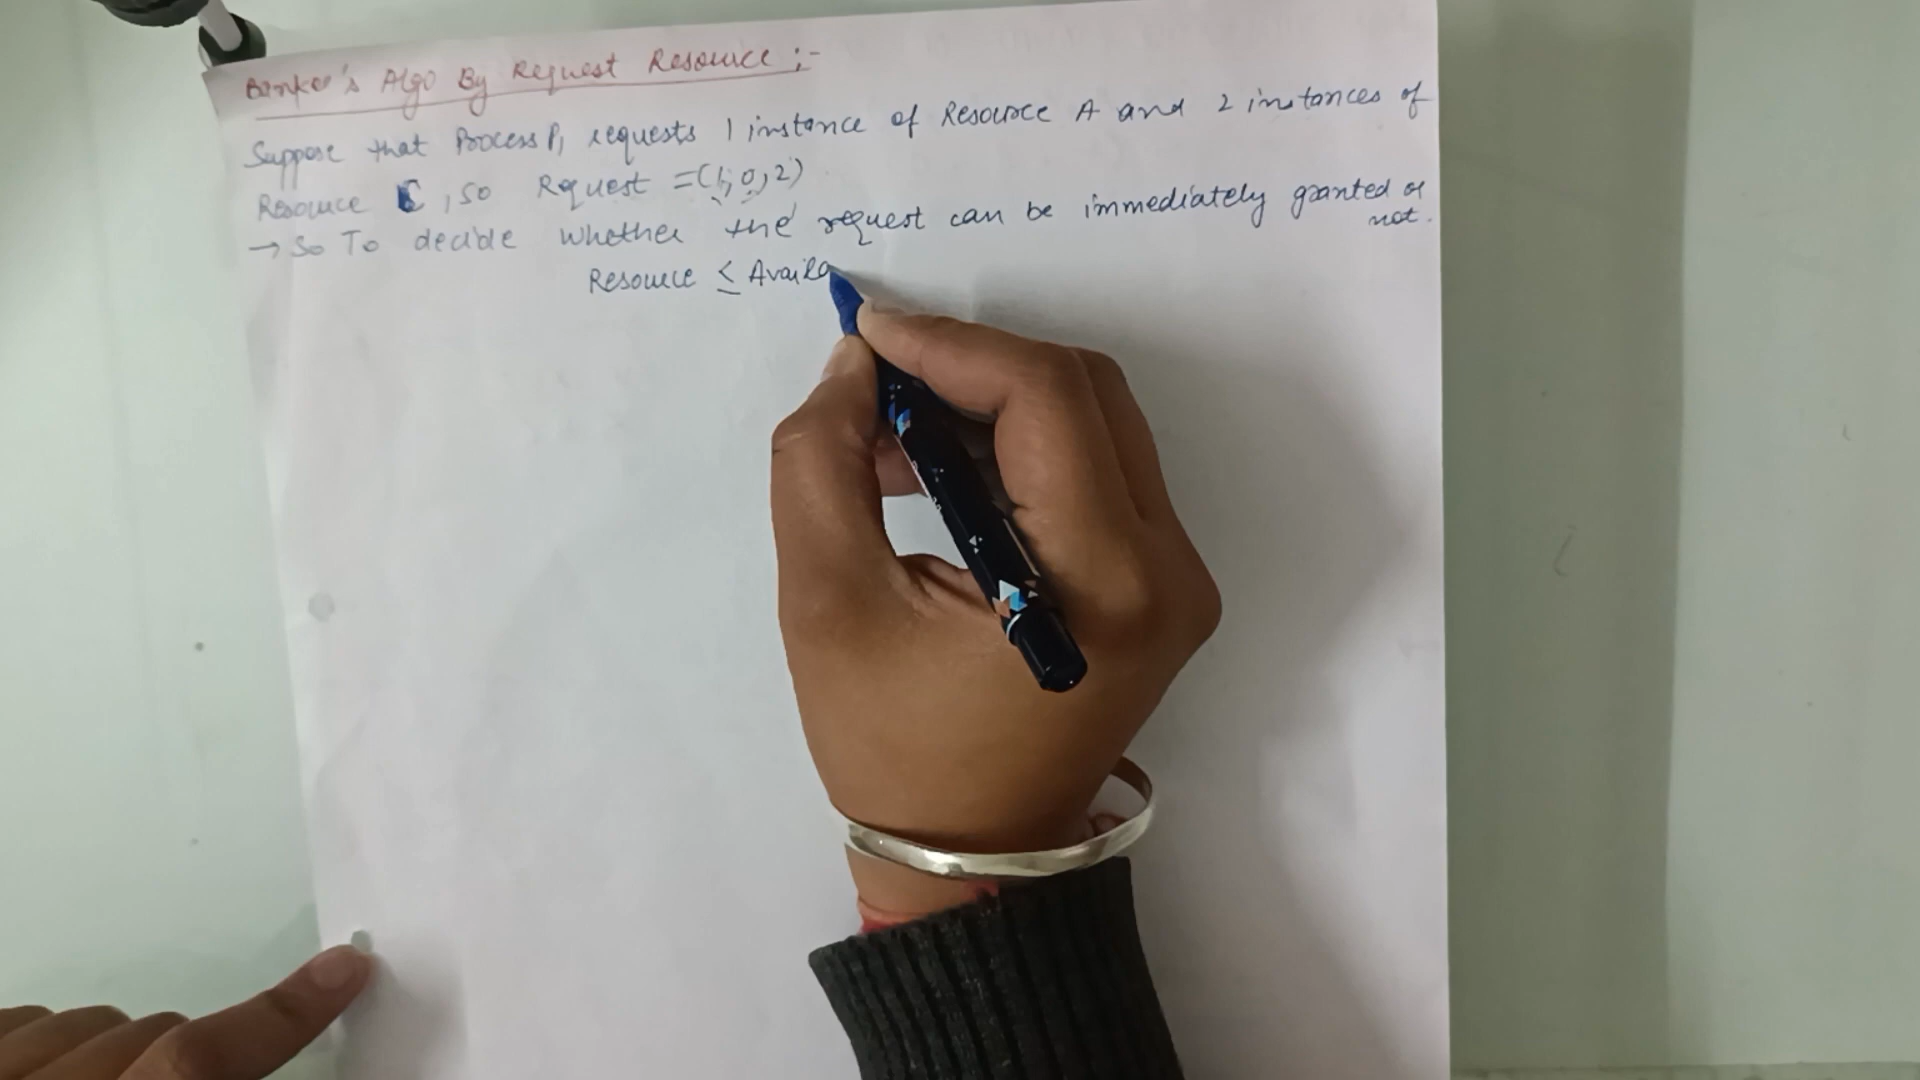 Banker's Algo By Request Resource :-
Suppose that Process P1 requests 1 instance of Resource A and 2 instances of
Resource C, so Request = (1, 0, 2)
→ So To decide whether the request can be immediately granted or
not.
Resource ≤ Availa